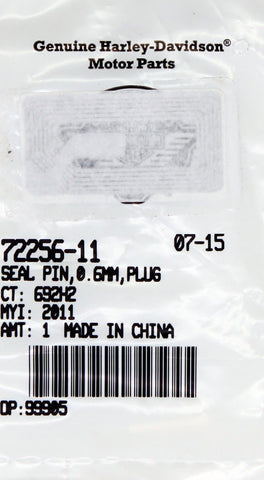 Genuine Harley-Davidson®
Motor Parts
72256-11 07-15
SEAL PIN,0.6MM,PLUG
CT: 692H2
MYI: 2011
AMT: 1 MADE IN CHINA
OP:99905